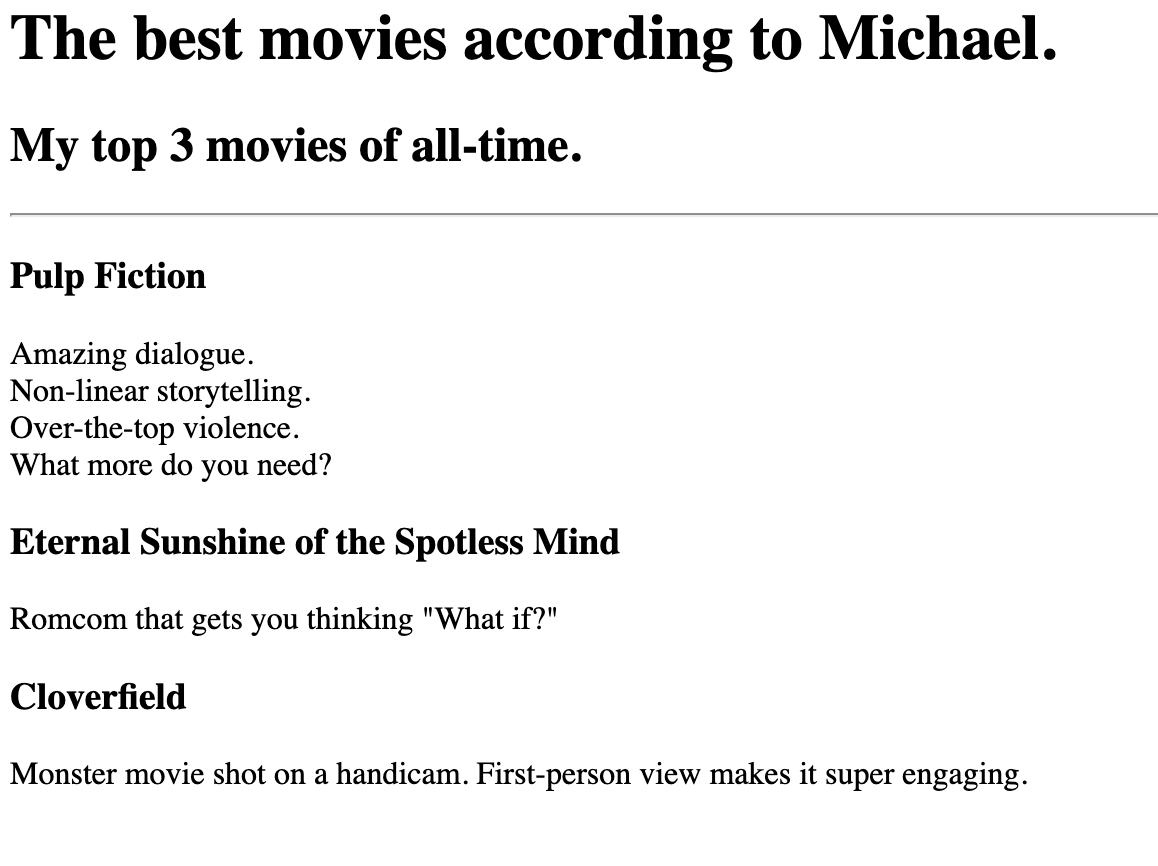 The best movies according to Michael.
My top 3 movies of all-time.
Pulp Fiction
Amazing dialogue.
Non-linear storytelling.
Over-the-top violence.
What more do you need?
Eternal Sunshine of the Spotless Mind
Romcom that gets you thinking "What if?"
Cloverfield
Monster movie shot on a handicam. First-person view makes it super engaging.